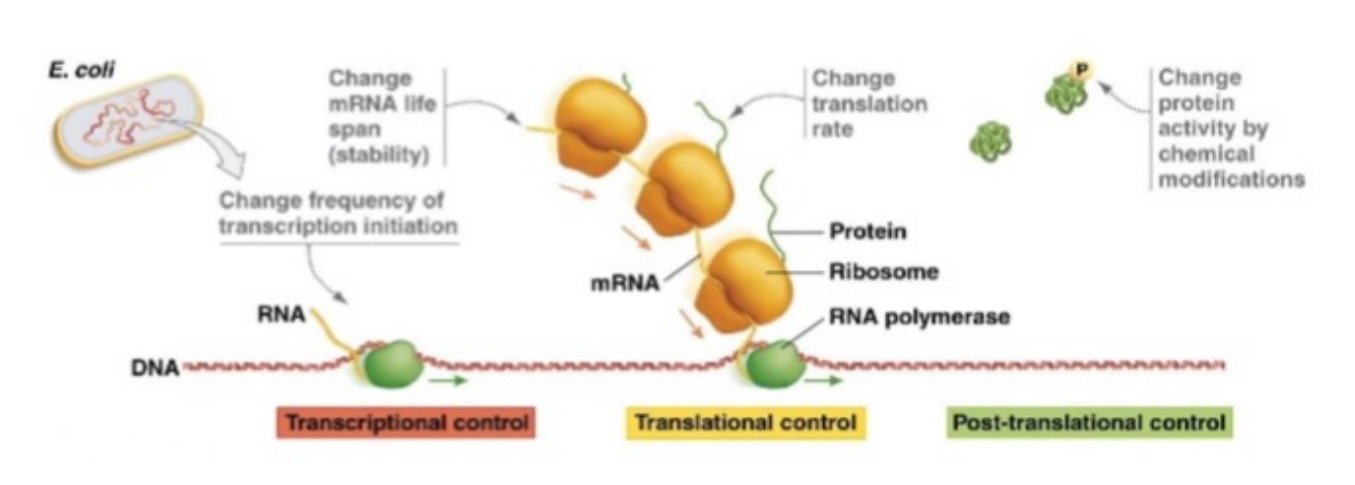 E. coli
Change
mRNA life
span
(stability)
Change
translation
rate
P
Change
protein
activity by
chemical
modifications
Change frequency of
transcription initiation
Protein
mRNA
Ribosome
RNA
RNA polymerase
DNA
Transcriptional control
Translational control
Post-translational control